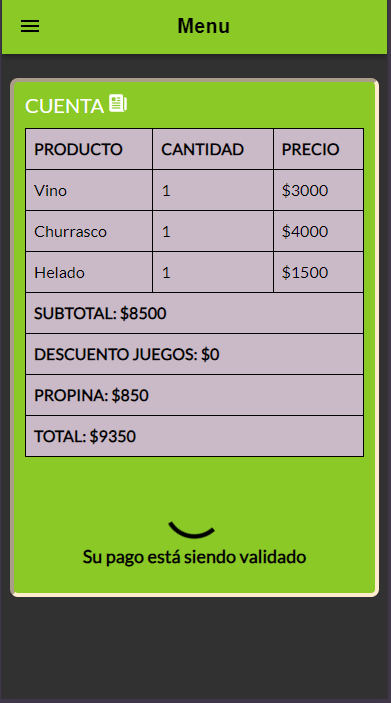 Menu
CUENTA
PRODUCTO CANTIDAD PRECIO
Vino 1 $3000
Churrasco 1 $4000
Helado 1 $1500
SUBTOTAL: $8500
DESCUENTO JUEGOS: $0
PROPINA: $850
TOTAL: $9350
Su pago está siendo validado